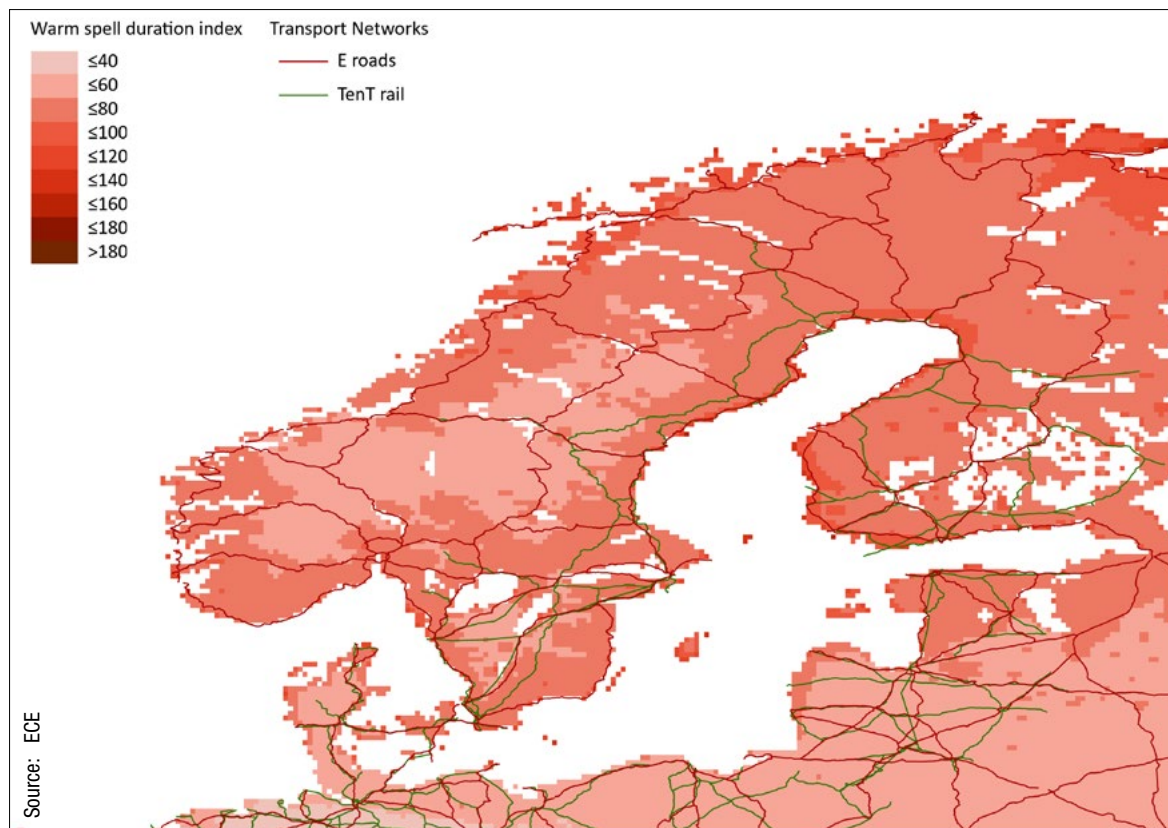 Warm spell duration index
≤40
≤60
≤80
≤100
≤120
≤140
≤160
≤180
>180
Transport Networks
E roads
TenT rail
Source: ECE